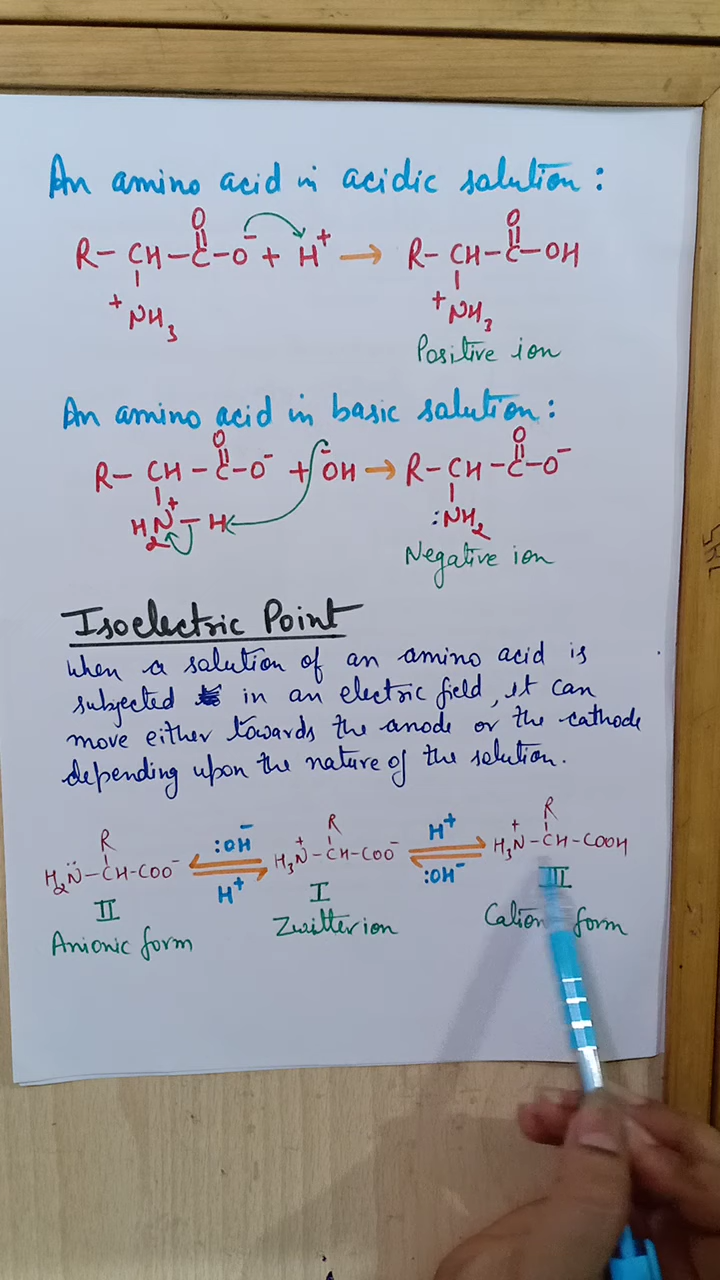 An amino acid in acidic solution :
O O
R– CH –C–O⁻ + H⁺ → R– CH–C–OH
⁺NH₃ ⁺NH₃
Positive ion
An amino acid in basic solution :
O O
R– CH –C–O⁻ + ⁻OH → R– CH –C–O⁻
H₂N⁺– H :NH₂
Negative ion
Isoelectric Point
When a solution of an amino acid is
subjected in an electric field, it can
move either towards the anode or the cathode
depending upon the nature of the solution.
R :OH⁻ R H⁺ R
H₂N̈–CH–COO⁻ H₃N⁺–CH–COO⁻ H₃N⁺–CH–COOH
H⁺ :OH⁻
II I III
Anionic form Zwitter ion Cation form